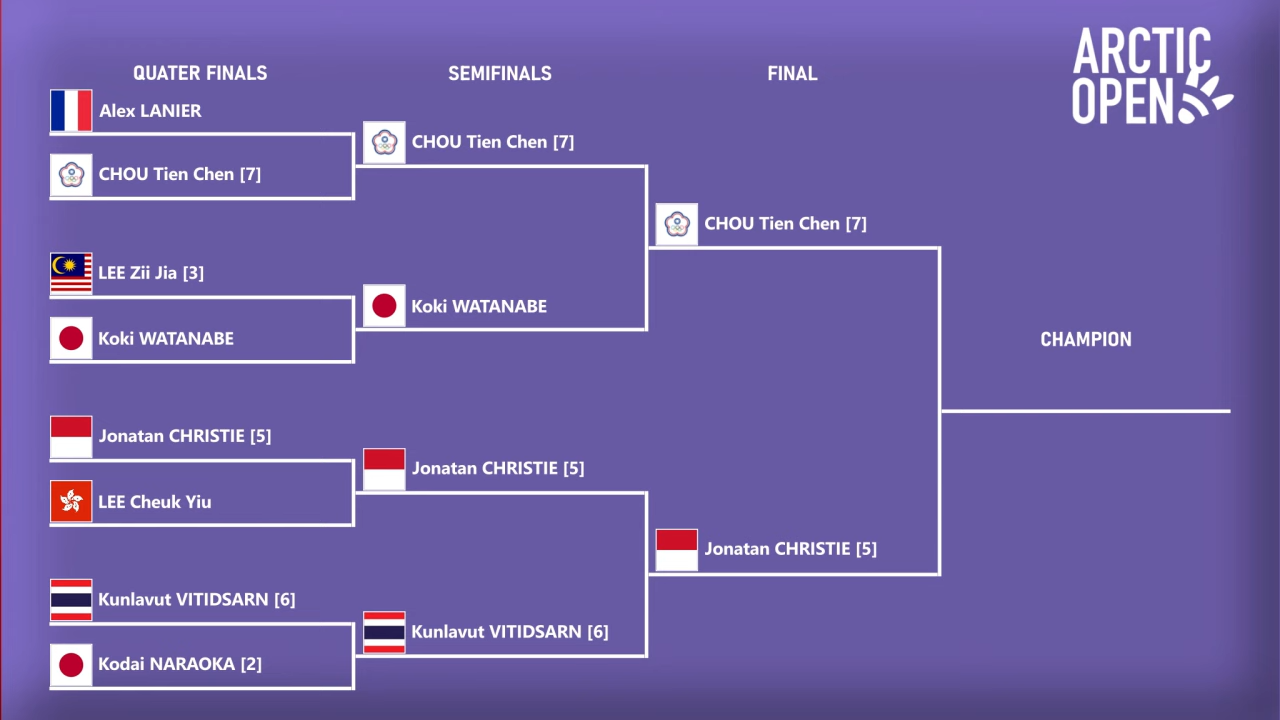 QUATER FINALS
SEMIFINALS
FINAL
ARCTIC
OPEN
Alex LANIER
CHOU Tien Chen [7]
LEE Zii Jia [3]
Koki WATANABE
Jonatan CHRISTIE [5]
LEE Cheuk Yiu
Kunlavut VITIDSARN [6]
Kodai NARAOKA [2]
CHOU Tien Chen [7]
Koki WATANABE
Jonatan CHRISTIE [5]
Kunlavut VITIDSARN [6]
CHOU Tien Chen [7]
Jonatan CHRISTIE [5]
CHAMPION